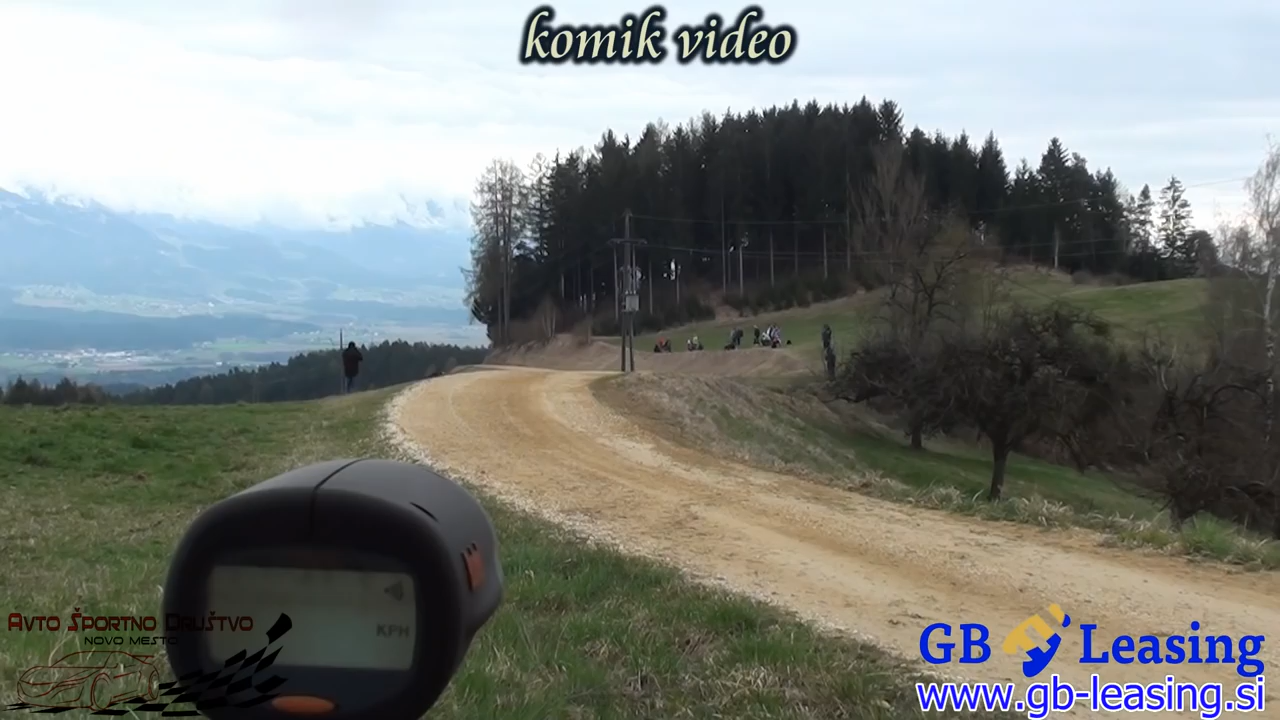 komik video
KPH
Avto Športno Društvo
Novo mesto
GB Leasing
www.gb-leasing.si